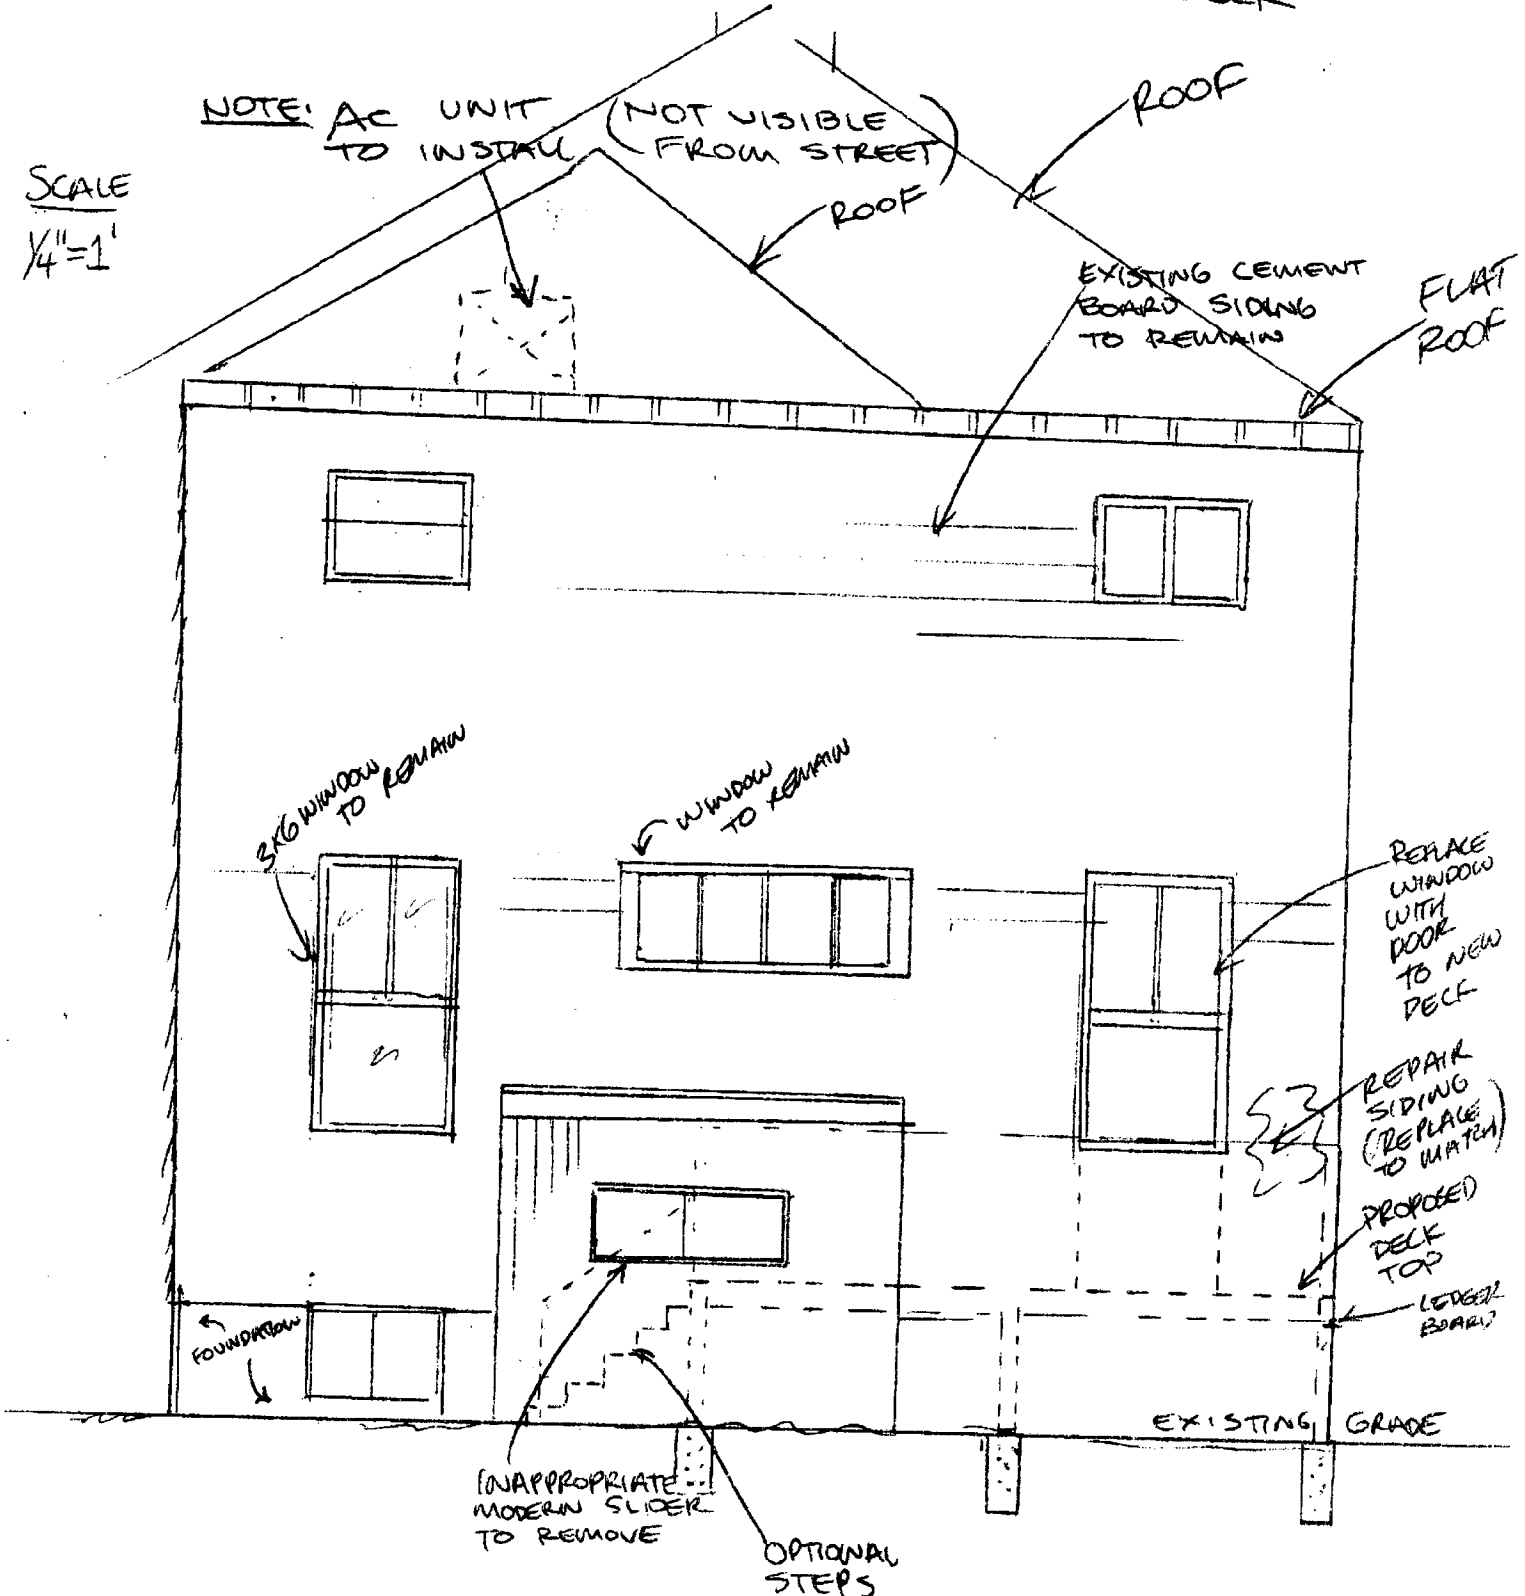 NOTE: AC UNIT (NOT VISIBLE
TO INSTALL FROM STREET)
ROOF
SCALE
1/4"=1'
ROOF
EXISTING CEMENT
BOARD SIDING
TO REMAIN
FLAT
ROOF
3x6 WINDOW
TO REMAIN
WINDOW
TO REMAIN
REPLACE
WINDOW
WITH
DOOR
TO NEW
DECK
REPAIR
SIDING
(REPLACE
TO MATCH)
PROPOSED
DECK
TOP
LEDGER
BOARD
FOUNDATION
EXISTING GRADE
INAPPROPRIATE
MODERN SLIDER
TO REMOVE
OPTIONAL
STEPS